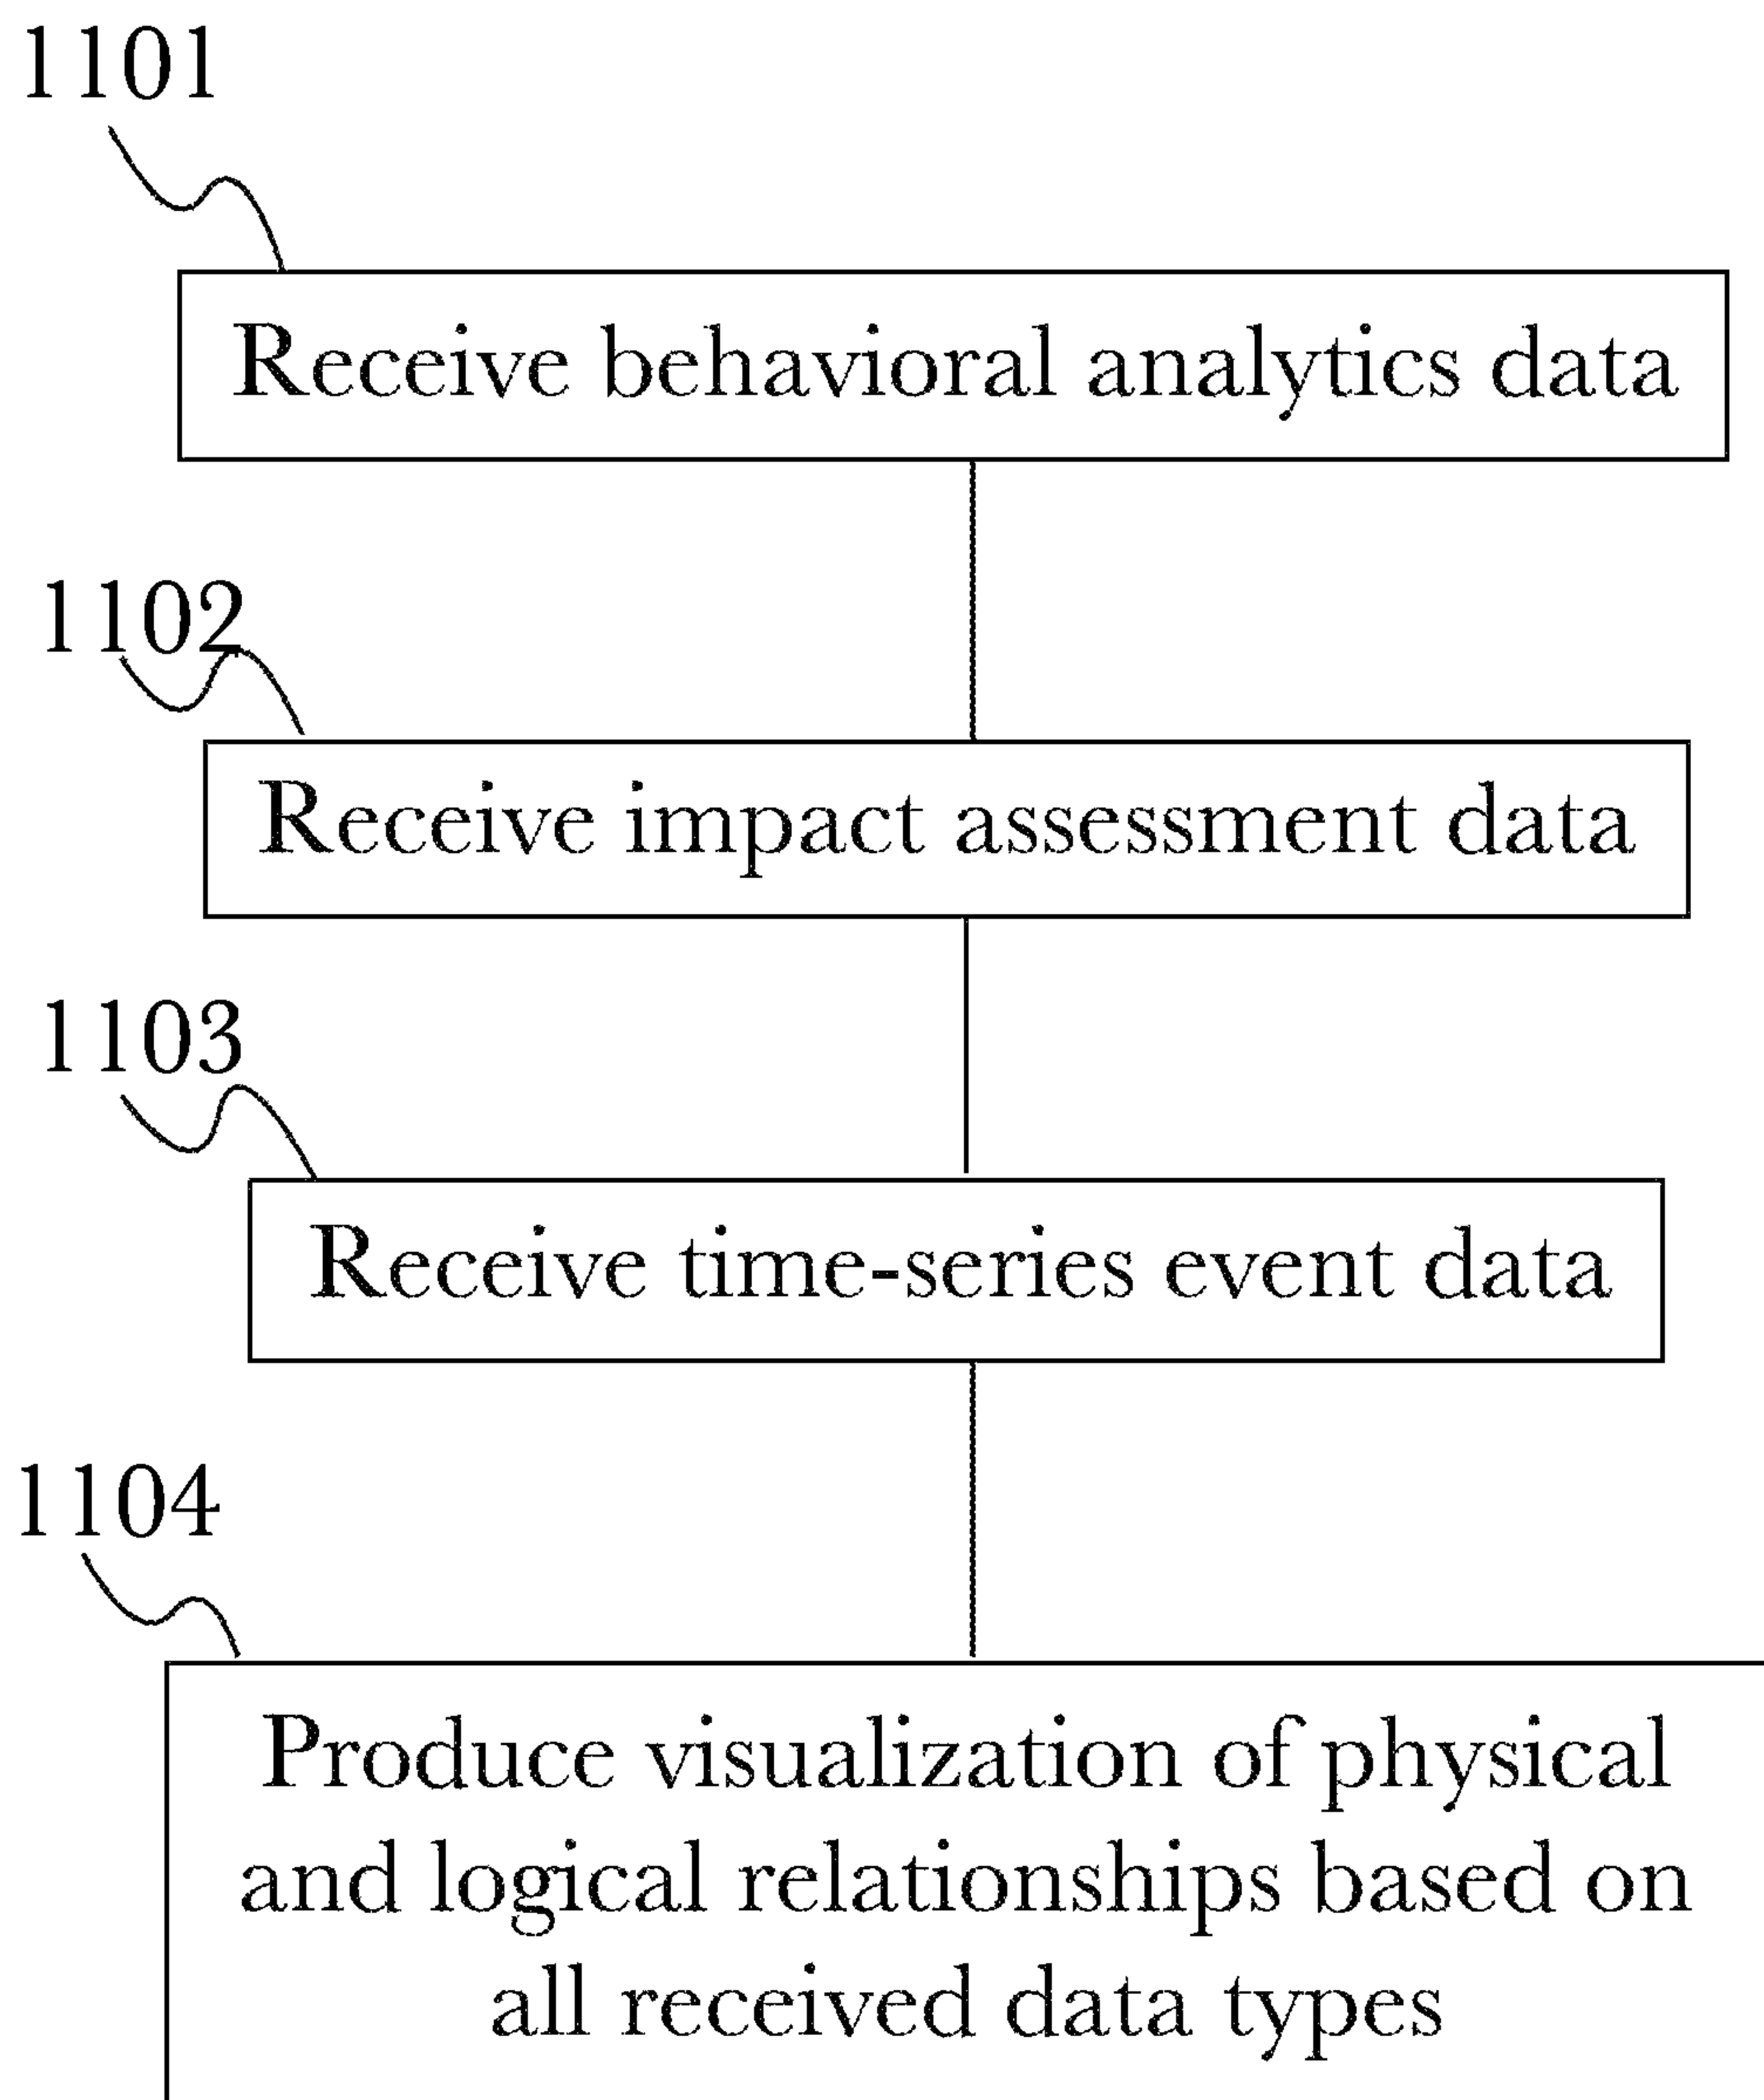 1101
Receive behavioral analytics data
1102
Receive impact assessment data
1103
Receive time-series event data
1104
Produce visualization of physical
and logical relationships based on
all received data types